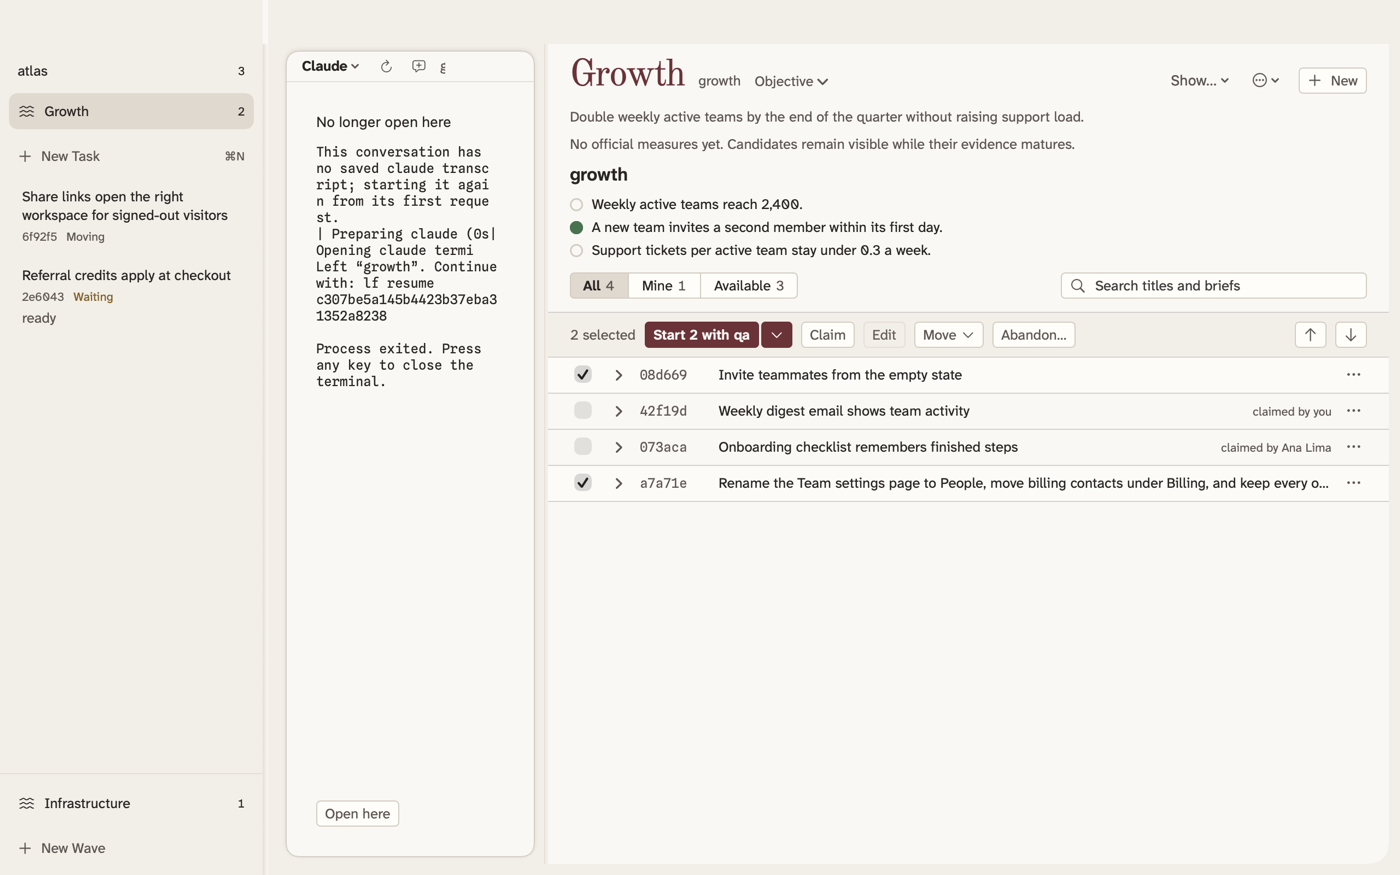 atlas 3
Growth 2
New Task ⌘N
Share links open the right
workspace for signed-out visitors
6f92f5 Moving
Referral credits apply at checkout
2e6043 Waiting
ready
Infrastructure 1
New Wave
Claude
No longer open here
This conversation has
no saved claude transc
ript; starting it agai
n from its first reque
st.
| Preparing claude (0s|
Opening claude termi
Left “growth”. Continue
with: lf resume
c307be5a145b4423b37eba3
1352a8238
Process exited. Press
any key to close the
terminal.
Open here
Growth growth Objective Show... New
Double weekly active teams by the end of the quarter without raising support load.
No official measures yet. Candidates remain visible while their evidence matures.
growth
Weekly active teams reach 2,400.
A new team invites a second member within its first day.
Support tickets per active team stay under 0.3 a week.
All 4 Mine 1 Available 3 Search titles and briefs
2 selected Start 2 with qa Claim Edit Move Abandon...
08d669 Invite teammates from the empty state
42f19d Weekly digest email shows team activity claimed by you
073aca Onboarding checklist remembers finished steps claimed by Ana Lima
a7a71e Rename the Team settings page to People, move billing contacts under Billing, and keep every o...